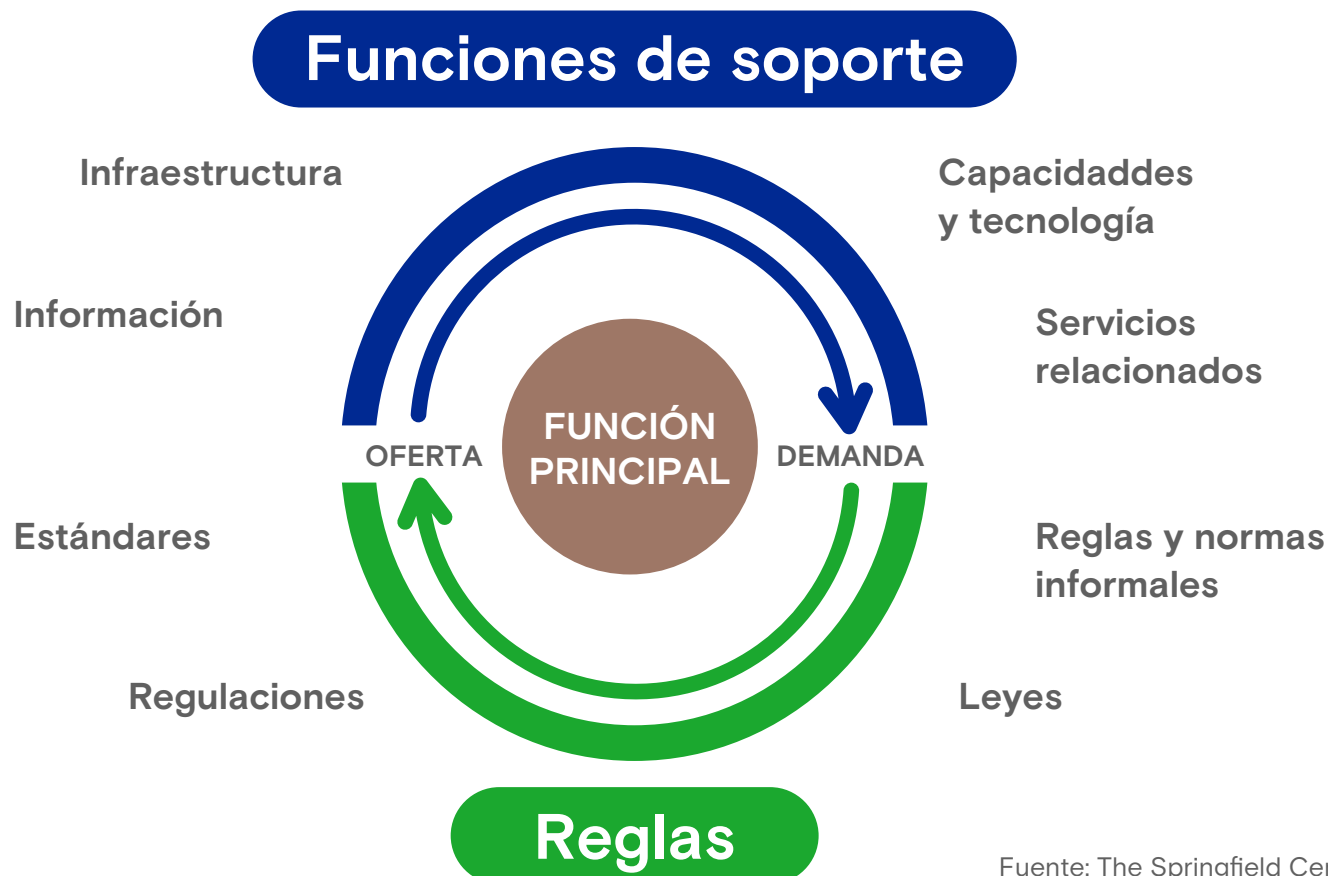 Funciones de soporte
Infraestructura
Capacidaddes
y tecnología
Información
Servicios
relacionados
FUNCIÓN
PRINCIPAL
OFERTA
DEMANDA
Estándares
Reglas y normas
informales
Regulaciones
Leyes
Reglas
Fuente: The Springfield